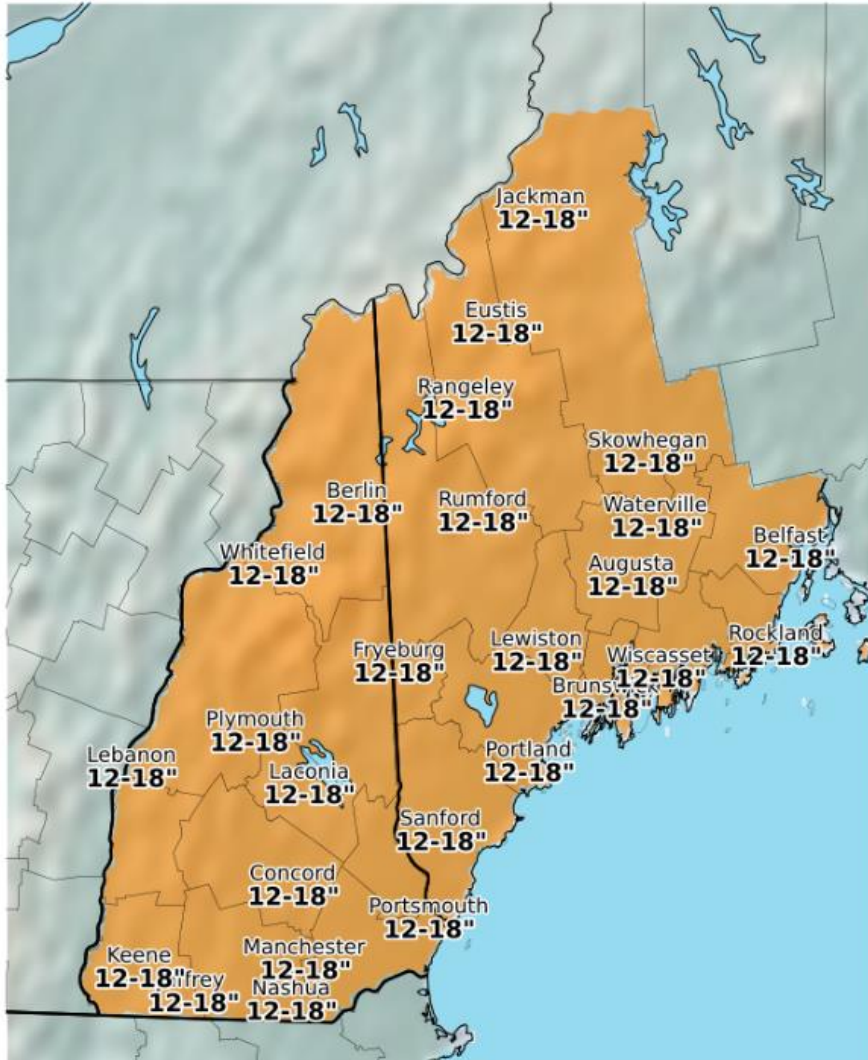 Jackman
12-18"
Eustis
12-18"
Rangeley
12-18"
Skowhegan
12-18"
Berlin
12-18"
Rumford
12-18"
Waterville
12-18"
Belfast
12-18"
Whitefield
12-18"
Augusta
12-18"
Fryeburg
12-18"
Lewiston
12-18"
Rockland
12-18"
Wiscasset
12-18"
Brunswick
12-18"
Plymouth
12-18"
Lebanon
12-18"
Laconia
12-18"
Portland
12-18"
Sanford
12-18"
Concord
12-18"
Portsmouth
12-18"
Keene
12-18"
Manchester
12-18"
12-18"
Nashua
12-18"